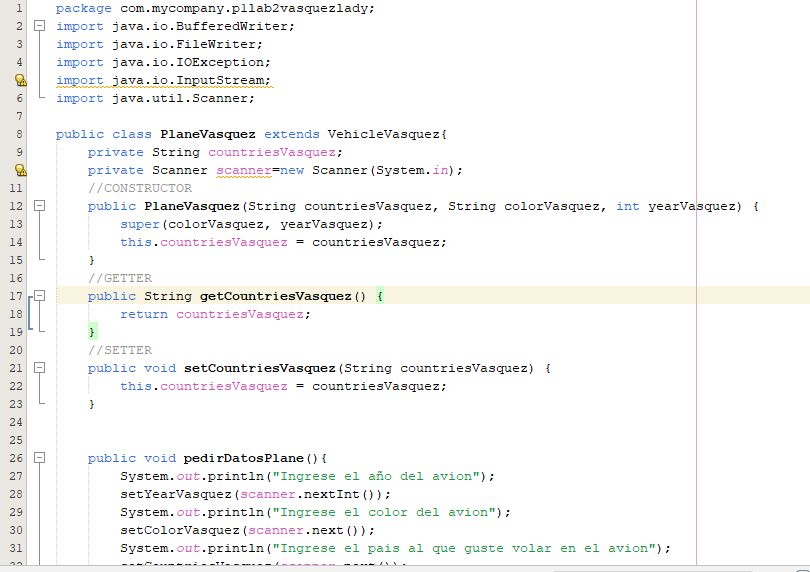 1 package com.mycompany.pllab2vasquezlady;
2 import java.io.BufferedWriter;
3 import java.io.FileWriter;
4 import java.io.IOException;
import java.io.InputStream;
6 import java.util.Scanner;
7
8 public class PlaneVasquez extends VehicleVasquez{
9 private String countriesVasquez;
private Scanner scanner=new Scanner(System.in);
11 //CONSTRUCTOR
12 public PlaneVasquez(String countriesVasquez, String colorVasquez, int yearVasquez) {
13 super(colorVasquez, yearVasquez);
14 this.countriesVasquez = countriesVasquez;
15 }
16 //GETTER
17 public String getCountriesVasquez() {
18 return countriesVasquez;
19 }
20 //SETTER
21 public void setCountriesVasquez(String countriesVasquez) {
22 this.countriesVasquez = countriesVasquez;
23 }
24
25
26 public void pedirDatosPlane(){
27 System.out.println("Ingrese el año del avion");
28 setYearVasquez(scanner.nextInt());
29 System.out.println("Ingrese el color del avion");
30 setColorVasquez(scanner.next());
31 System.out.println("Ingrese el pais al que guste volar en el avion");